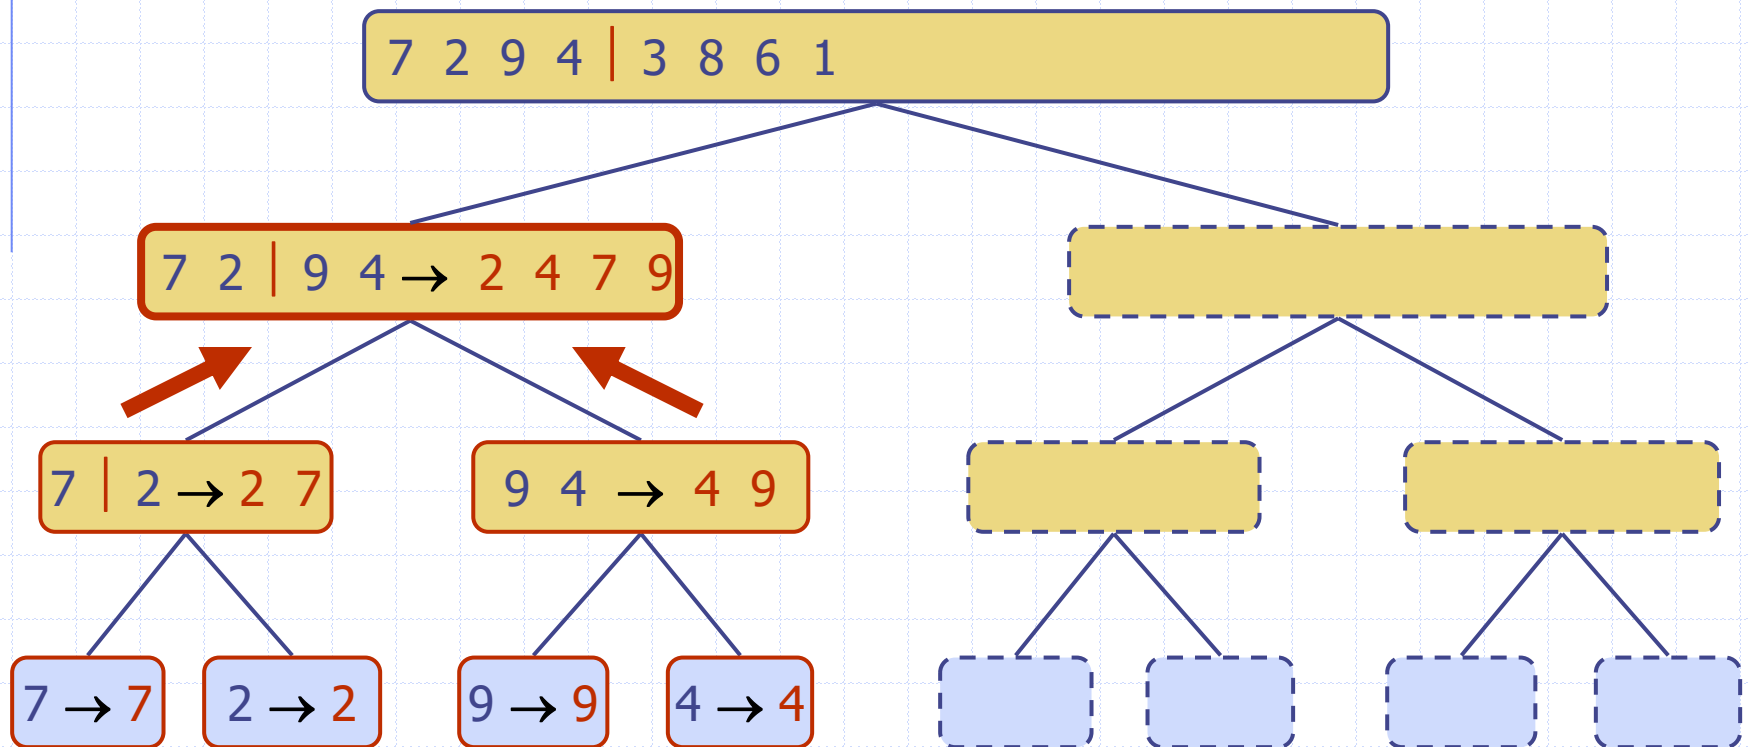 7 2 9 4 | 3 8 6 1
7 2 | 9 4 → 2 4 7 9
7 | 2 → 2 7
9 4 → 4 9
7 → 7
2 → 2
9 → 9
4 → 4